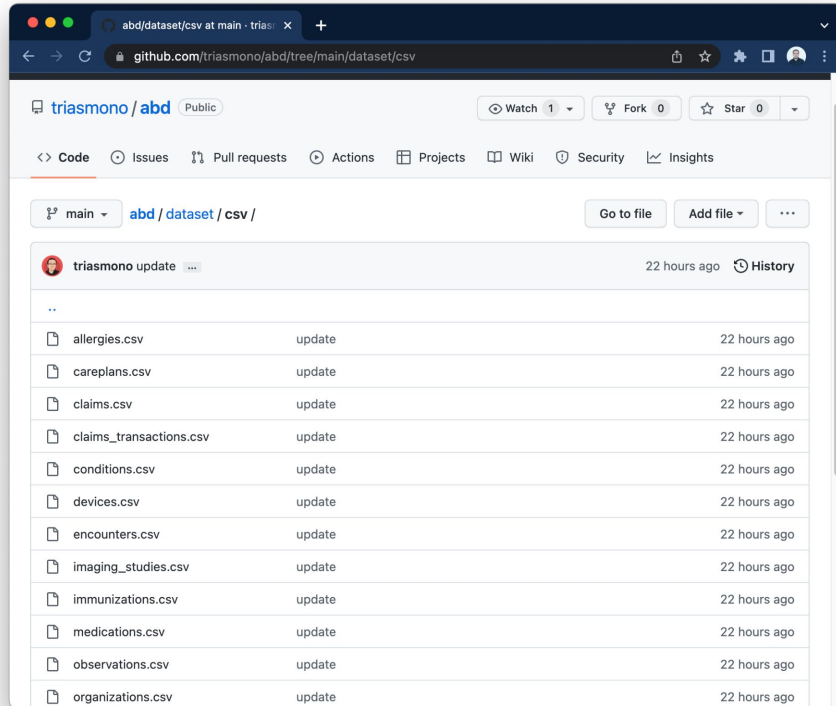 abd/dataset/csv at main · trias
github.com/triasmono/abd/tree/main/dataset/csv
triasmono / abd Public
Watch 1 Fork 0 Star 0
Code Issues Pull requests Actions Projects Wiki Security Insights
main abd / dataset / csv / Go to file Add file ...
triasmono update ... 22 hours ago History
..
allergies.csv update 22 hours ago
careplans.csv update 22 hours ago
claims.csv update 22 hours ago
claims_transactions.csv update 22 hours ago
conditions.csv update 22 hours ago
devices.csv update 22 hours ago
encounters.csv update 22 hours ago
imaging_studies.csv update 22 hours ago
immunizations.csv update 22 hours ago
medications.csv update 22 hours ago
observations.csv update 22 hours ago
organizations.csv update 22 hours ago